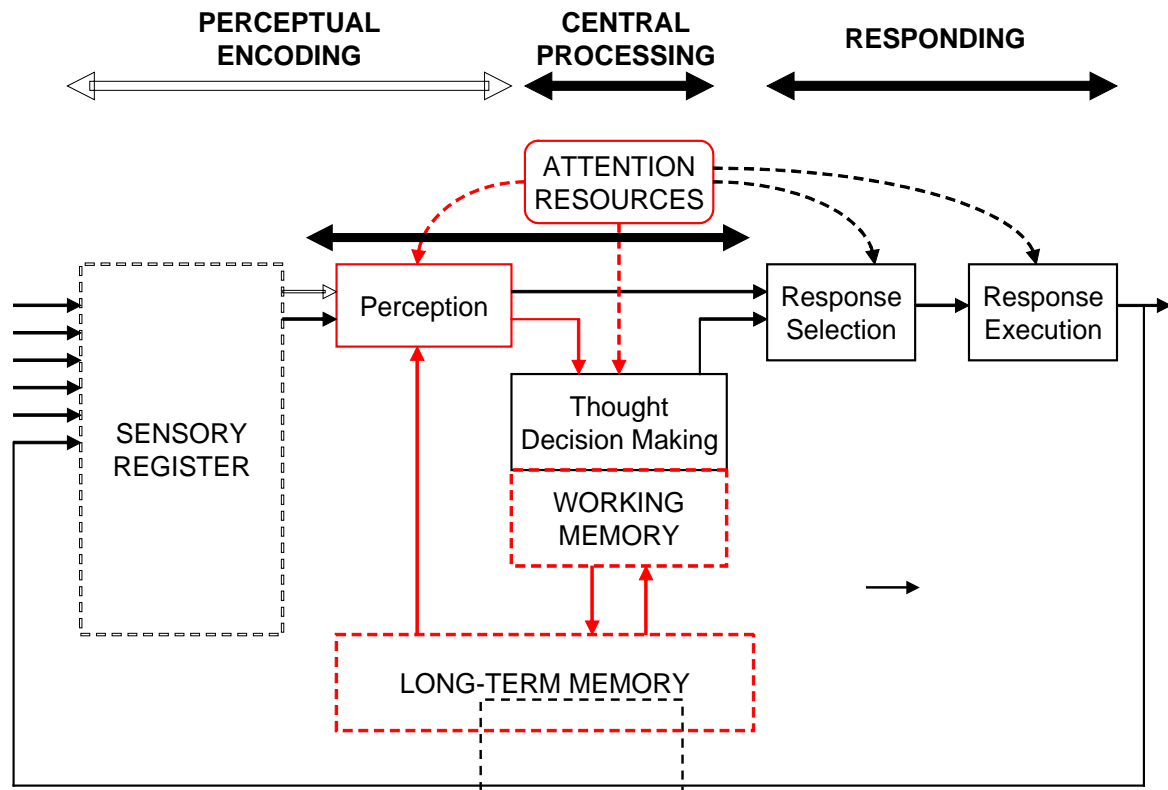 PERCEPTUAL
ENCODING
CENTRAL
PROCESSING
RESPONDING
ATTENTION
RESOURCES
Perception
Response
Selection
Response
Execution
SENSORY
REGISTER
Thought
Decision Making
WORKING
MEMORY
LONG-TERM MEMORY